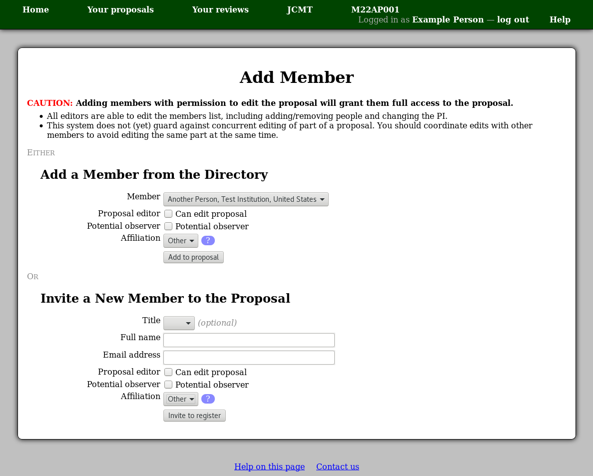 Home Your proposals Your reviews JCMT M22AP001
Logged in as Example Person — log out Help
Add Member
CAUTION: Adding members with permission to edit the proposal will grant them full access to the proposal.
• All editors are able to edit the members list, including adding/removing people and changing the PI.
• This system does not (yet) guard against concurrent editing of part of a proposal. You should coordinate edits with other
members to avoid editing the same part at the same time.
EITHER
Add a Member from the Directory
Member Another Person, Test Institution, United States
Proposal editor Can edit proposal
Potential observer Potential observer
Affiliation Other ?
Add to proposal
OR
Invite a New Member to the Proposal
Title (optional)
Full name
Email address
Proposal editor Can edit proposal
Potential observer Potential observer
Affiliation Other ?
Invite to register
Help on this page Contact us